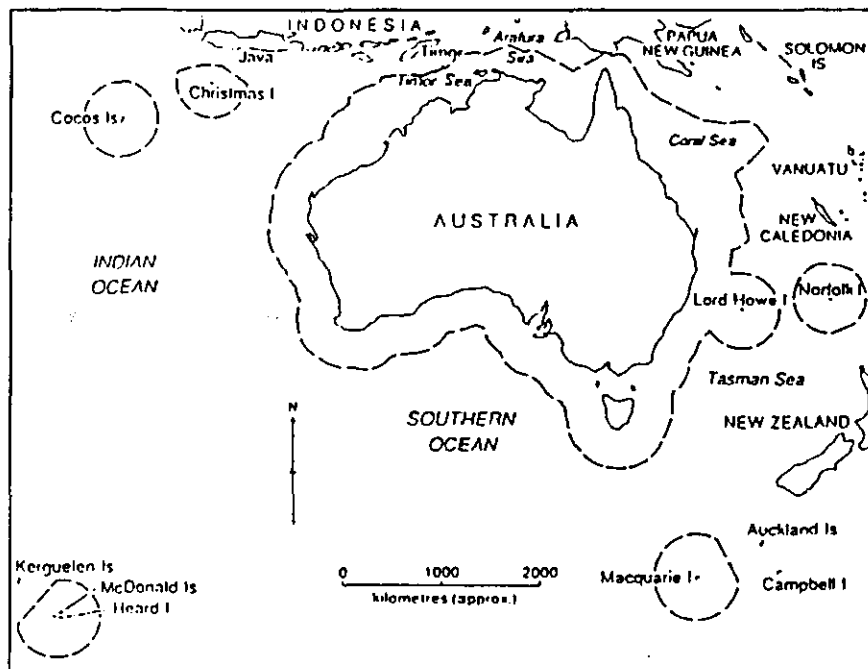 INDONESIA
Arafura
Sea
PAPUA
NEW GUINEA
SOLOMON
IS
Java
Timor
Timor Sea
Christmas I
Cocos Is
Coral Sea
VANUATU
AUSTRALIA
NEW
CALEDONIA
INDIAN
OCEAN
Lord Howe I
Norfolk I
Tasman Sea
N
SOUTHERN
OCEAN
NEW ZEALAND
Auckland Is
Kerguelen Is
McDonald Is
Heard I
0 1000 2000
kilometres (approx.)
Macquarie I
Campbell I